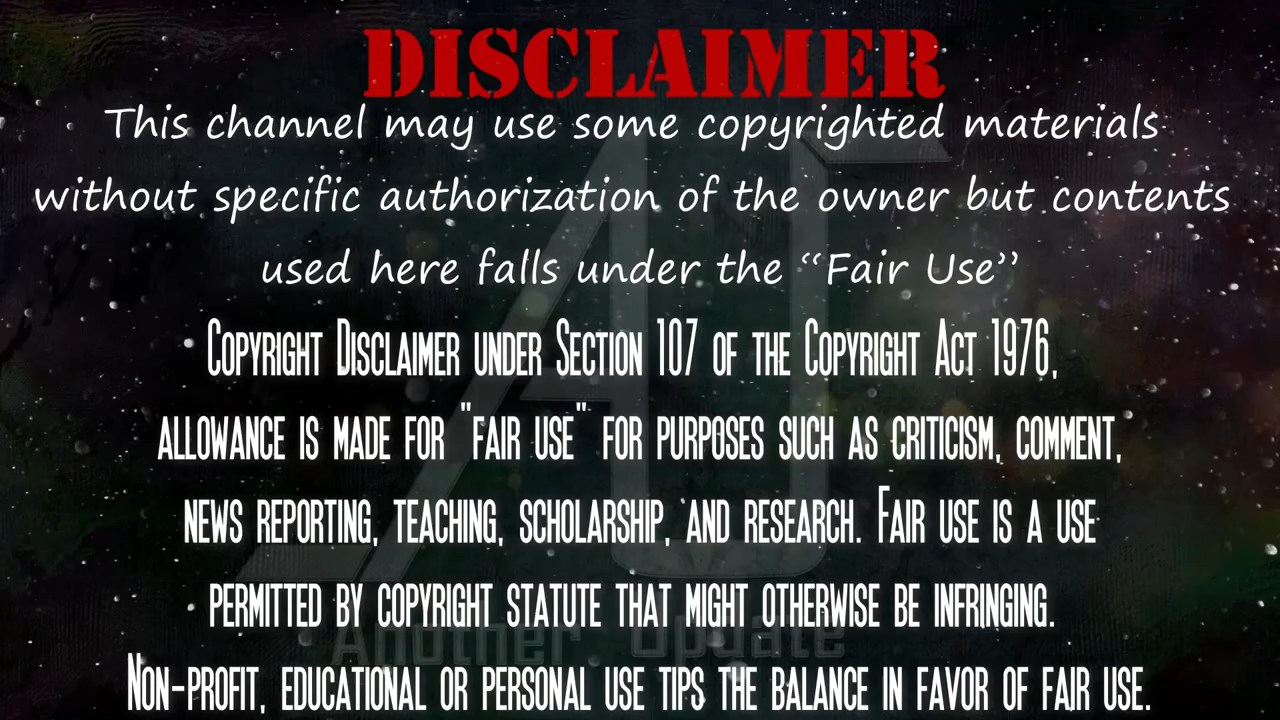 DISCLAIMER
This channel may use some copyrighted materials
without specific authorization of the owner but contents
used here falls under the “Fair Use”
Copyright Disclaimer under Section 107 of the Copyright Act 1976,
allowance is made for "fair use" for purposes such as criticism, comment,
news reporting, teaching, scholarship, and research. Fair use is a use
permitted by copyright statute that might otherwise be infringing.
Another Update
Non-profit, educational or personal use tips the balance in favor of fair use.